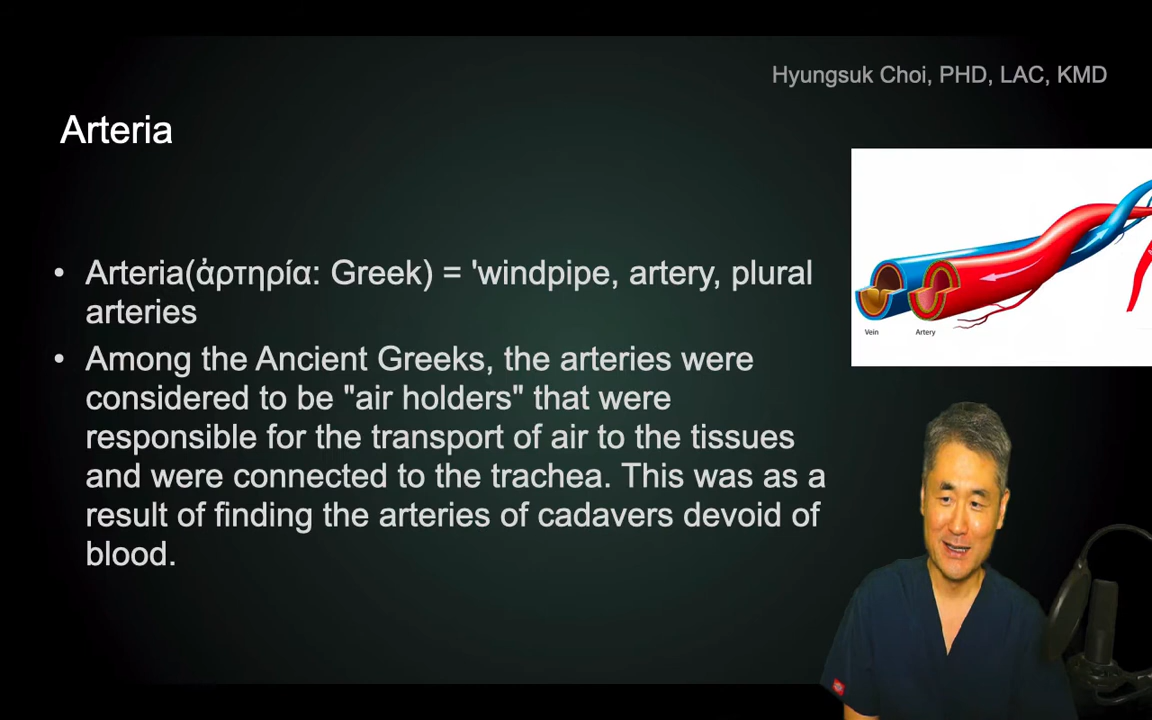 Hyungsuk Choi, PHD, LAC, KMD
Arteria
• Arteria(ἀρτηρία: Greek) = 'windpipe, artery, plural
arteries
• Among the Ancient Greeks, the arteries were
considered to be "air holders" that were
responsible for the transport of air to the tissues
and were connected to the trachea. This was as a
result of finding the arteries of cadavers devoid of
blood.
Vein
Artery